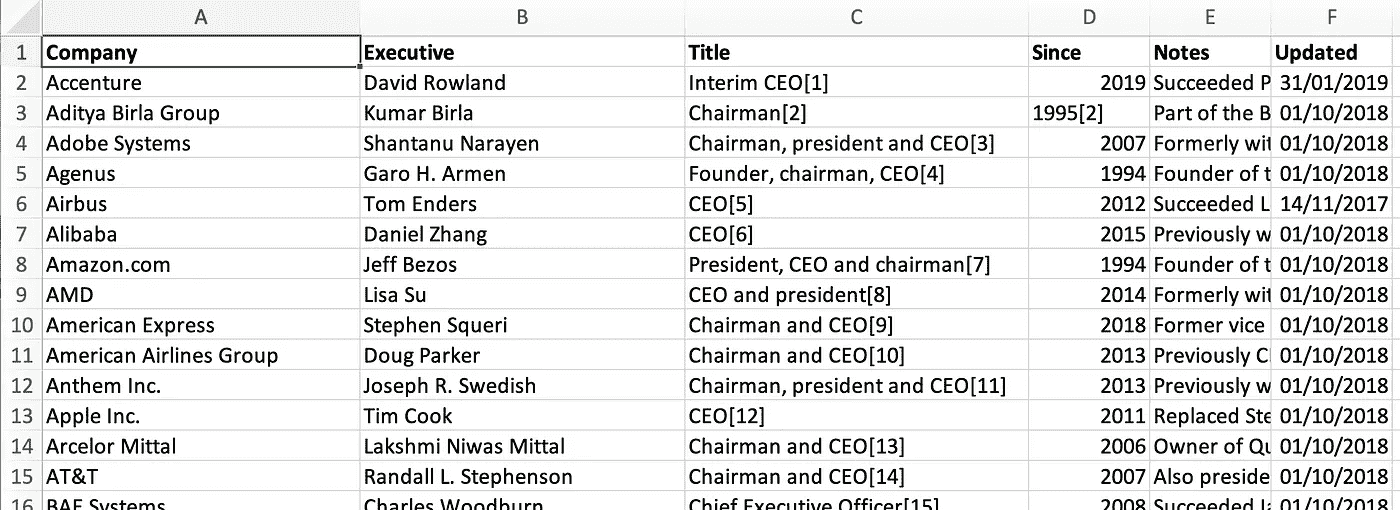 A B C D E F
1 Company Executive Title Since Notes Updated
2 Accenture David Rowland Interim CEO[1] 2019 Succeeded P 31/01/2019
3 Aditya Birla Group Kumar Birla Chairman[2] 1995[2] Part of the B 01/10/2018
4 Adobe Systems Shantanu Narayen Chairman, president and CEO[3] 2007 Formerly wit 01/10/2018
5 Agenus Garo H. Armen Founder, chairman, CEO[4] 1994 Founder of t 01/10/2018
6 Airbus Tom Enders CEO[5] 2012 Succeeded L 14/11/2017
7 Alibaba Daniel Zhang CEO[6] 2015 Previously w 01/10/2018
8 Amazon.com Jeff Bezos President, CEO and chairman[7] 1994 Founder of t 01/10/2018
9 AMD Lisa Su CEO and president[8] 2014 Formerly wit 01/10/2018
10 American Express Stephen Squeri Chairman and CEO[9] 2018 Former vice 01/10/2018
11 American Airlines Group Doug Parker Chairman and CEO[10] 2013 Previously C 01/10/2018
12 Anthem Inc. Joseph R. Swedish Chairman, president and CEO[11] 2013 Previously w 01/10/2018
13 Apple Inc. Tim Cook CEO[12] 2011 Replaced Ste 01/10/2018
14 Arcelor Mittal Lakshmi Niwas Mittal Chairman and CEO[13] 2006 Owner of Qu 01/10/2018
15 AT&T Randall L. Stephenson Chairman and CEO[14] 2007 Also preside 01/10/2018
16 BAE Systems Charles Woodburn Chief Executive Officer[15] 2008 Succeeded 01/10/2018